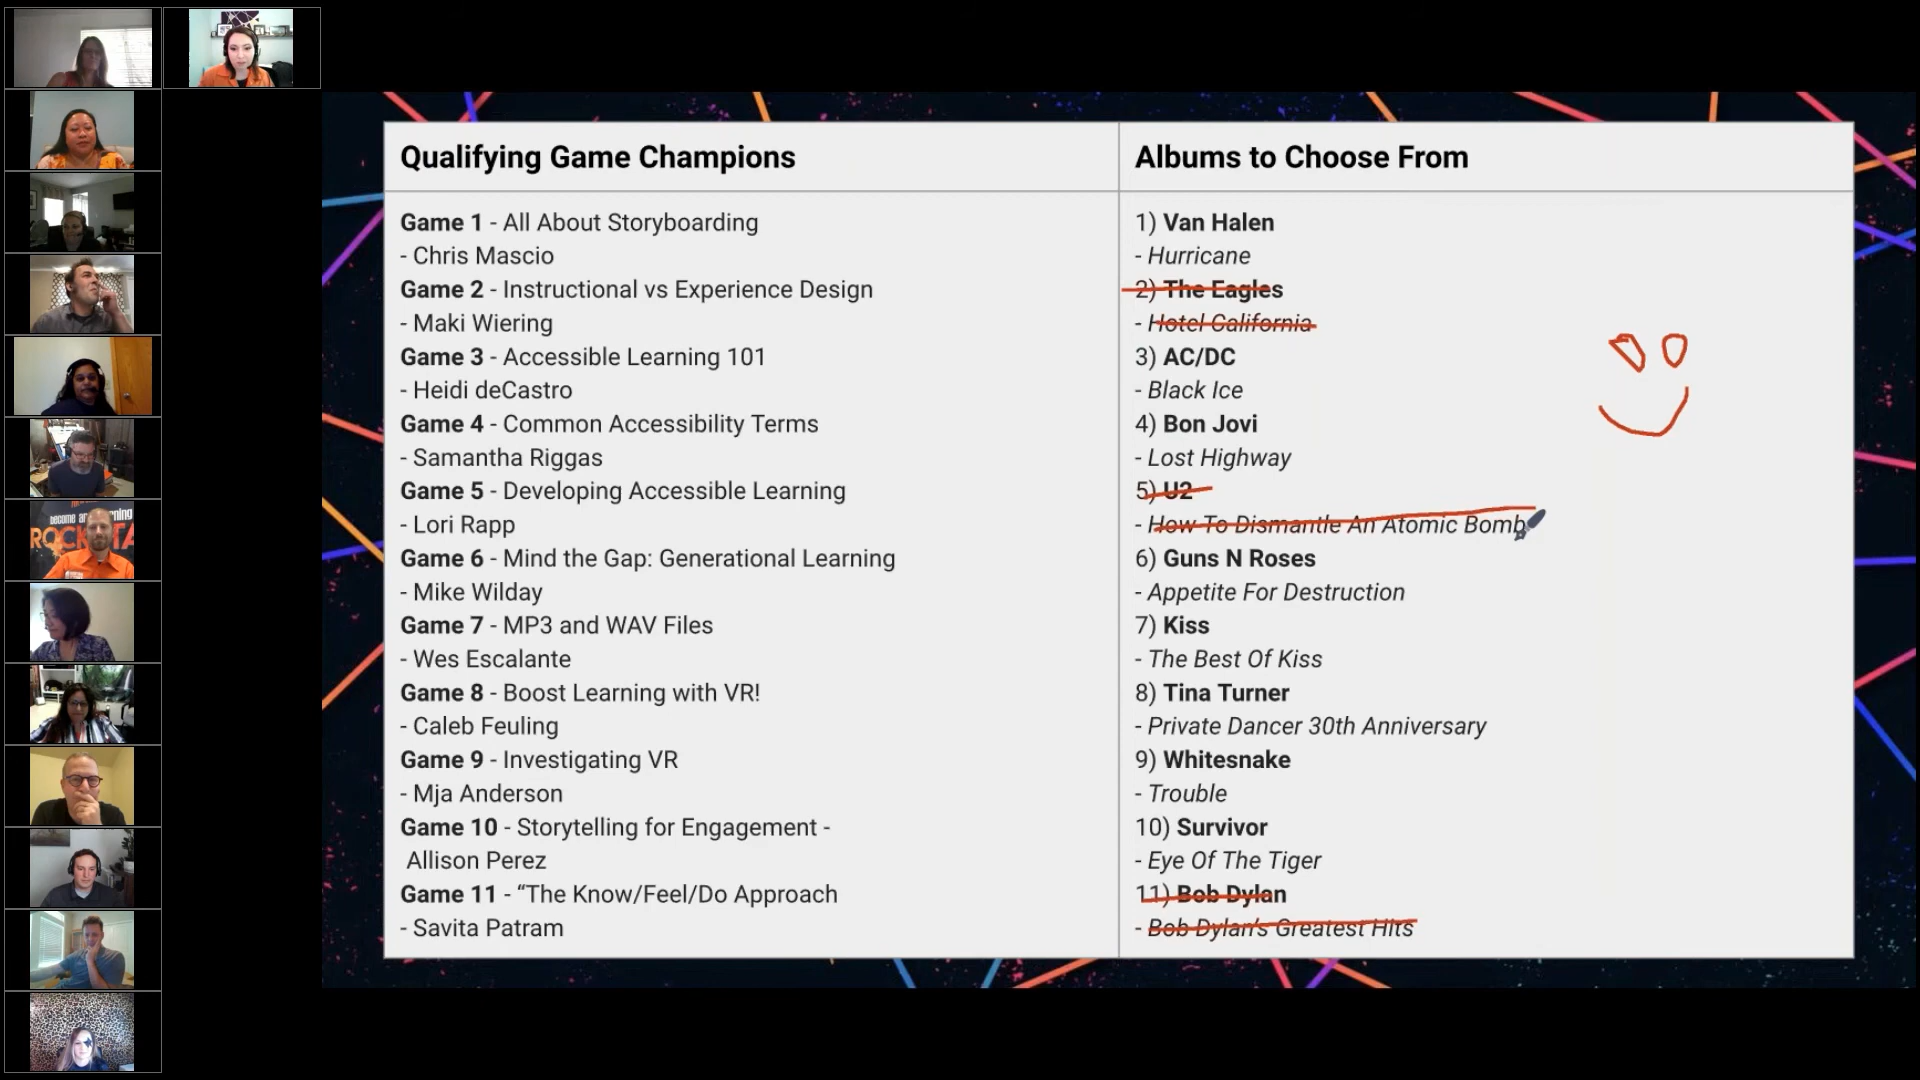 Qualifying Game Champions
Game 1 - All About Storyboarding
- Chris Mascio
Game 2 - Instructional vs Experience Design
- Maki Wiering
Game 3 - Accessible Learning 101
- Heidi deCastro
Game 4 - Common Accessibility Terms
- Samantha Riggas
Game 5 - Developing Accessible Learning
- Lori Rapp
Game 6 - Mind the Gap: Generational Learning
- Mike Wilday
Game 7 - MP3 and WAV Files
- Wes Escalante
Game 8 - Boost Learning with VR!
- Caleb Feuling
Game 9 - Investigating VR
- Mja Anderson
Game 10 - Storytelling for Engagement -
Allison Perez
Game 11 - “The Know/Feel/Do Approach
- Savita Patram
Albums to Choose From
1) Van Halen
- Hurricane
2) The Eagles
- Hotel California
3) AC/DC
- Black Ice
4) Bon Jovi
- Lost Highway
5) U2
- How To Dismantle An Atomic Bomb
6) Guns N Roses
- Appetite For Destruction
7) Kiss
- The Best Of Kiss
8) Tina Turner
- Private Dancer 30th Anniversary
9) Whitesnake
- Trouble
10) Survivor
- Eye Of The Tiger
11) Bob Dylan
- Bob Dylan's Greatest Hits
become an